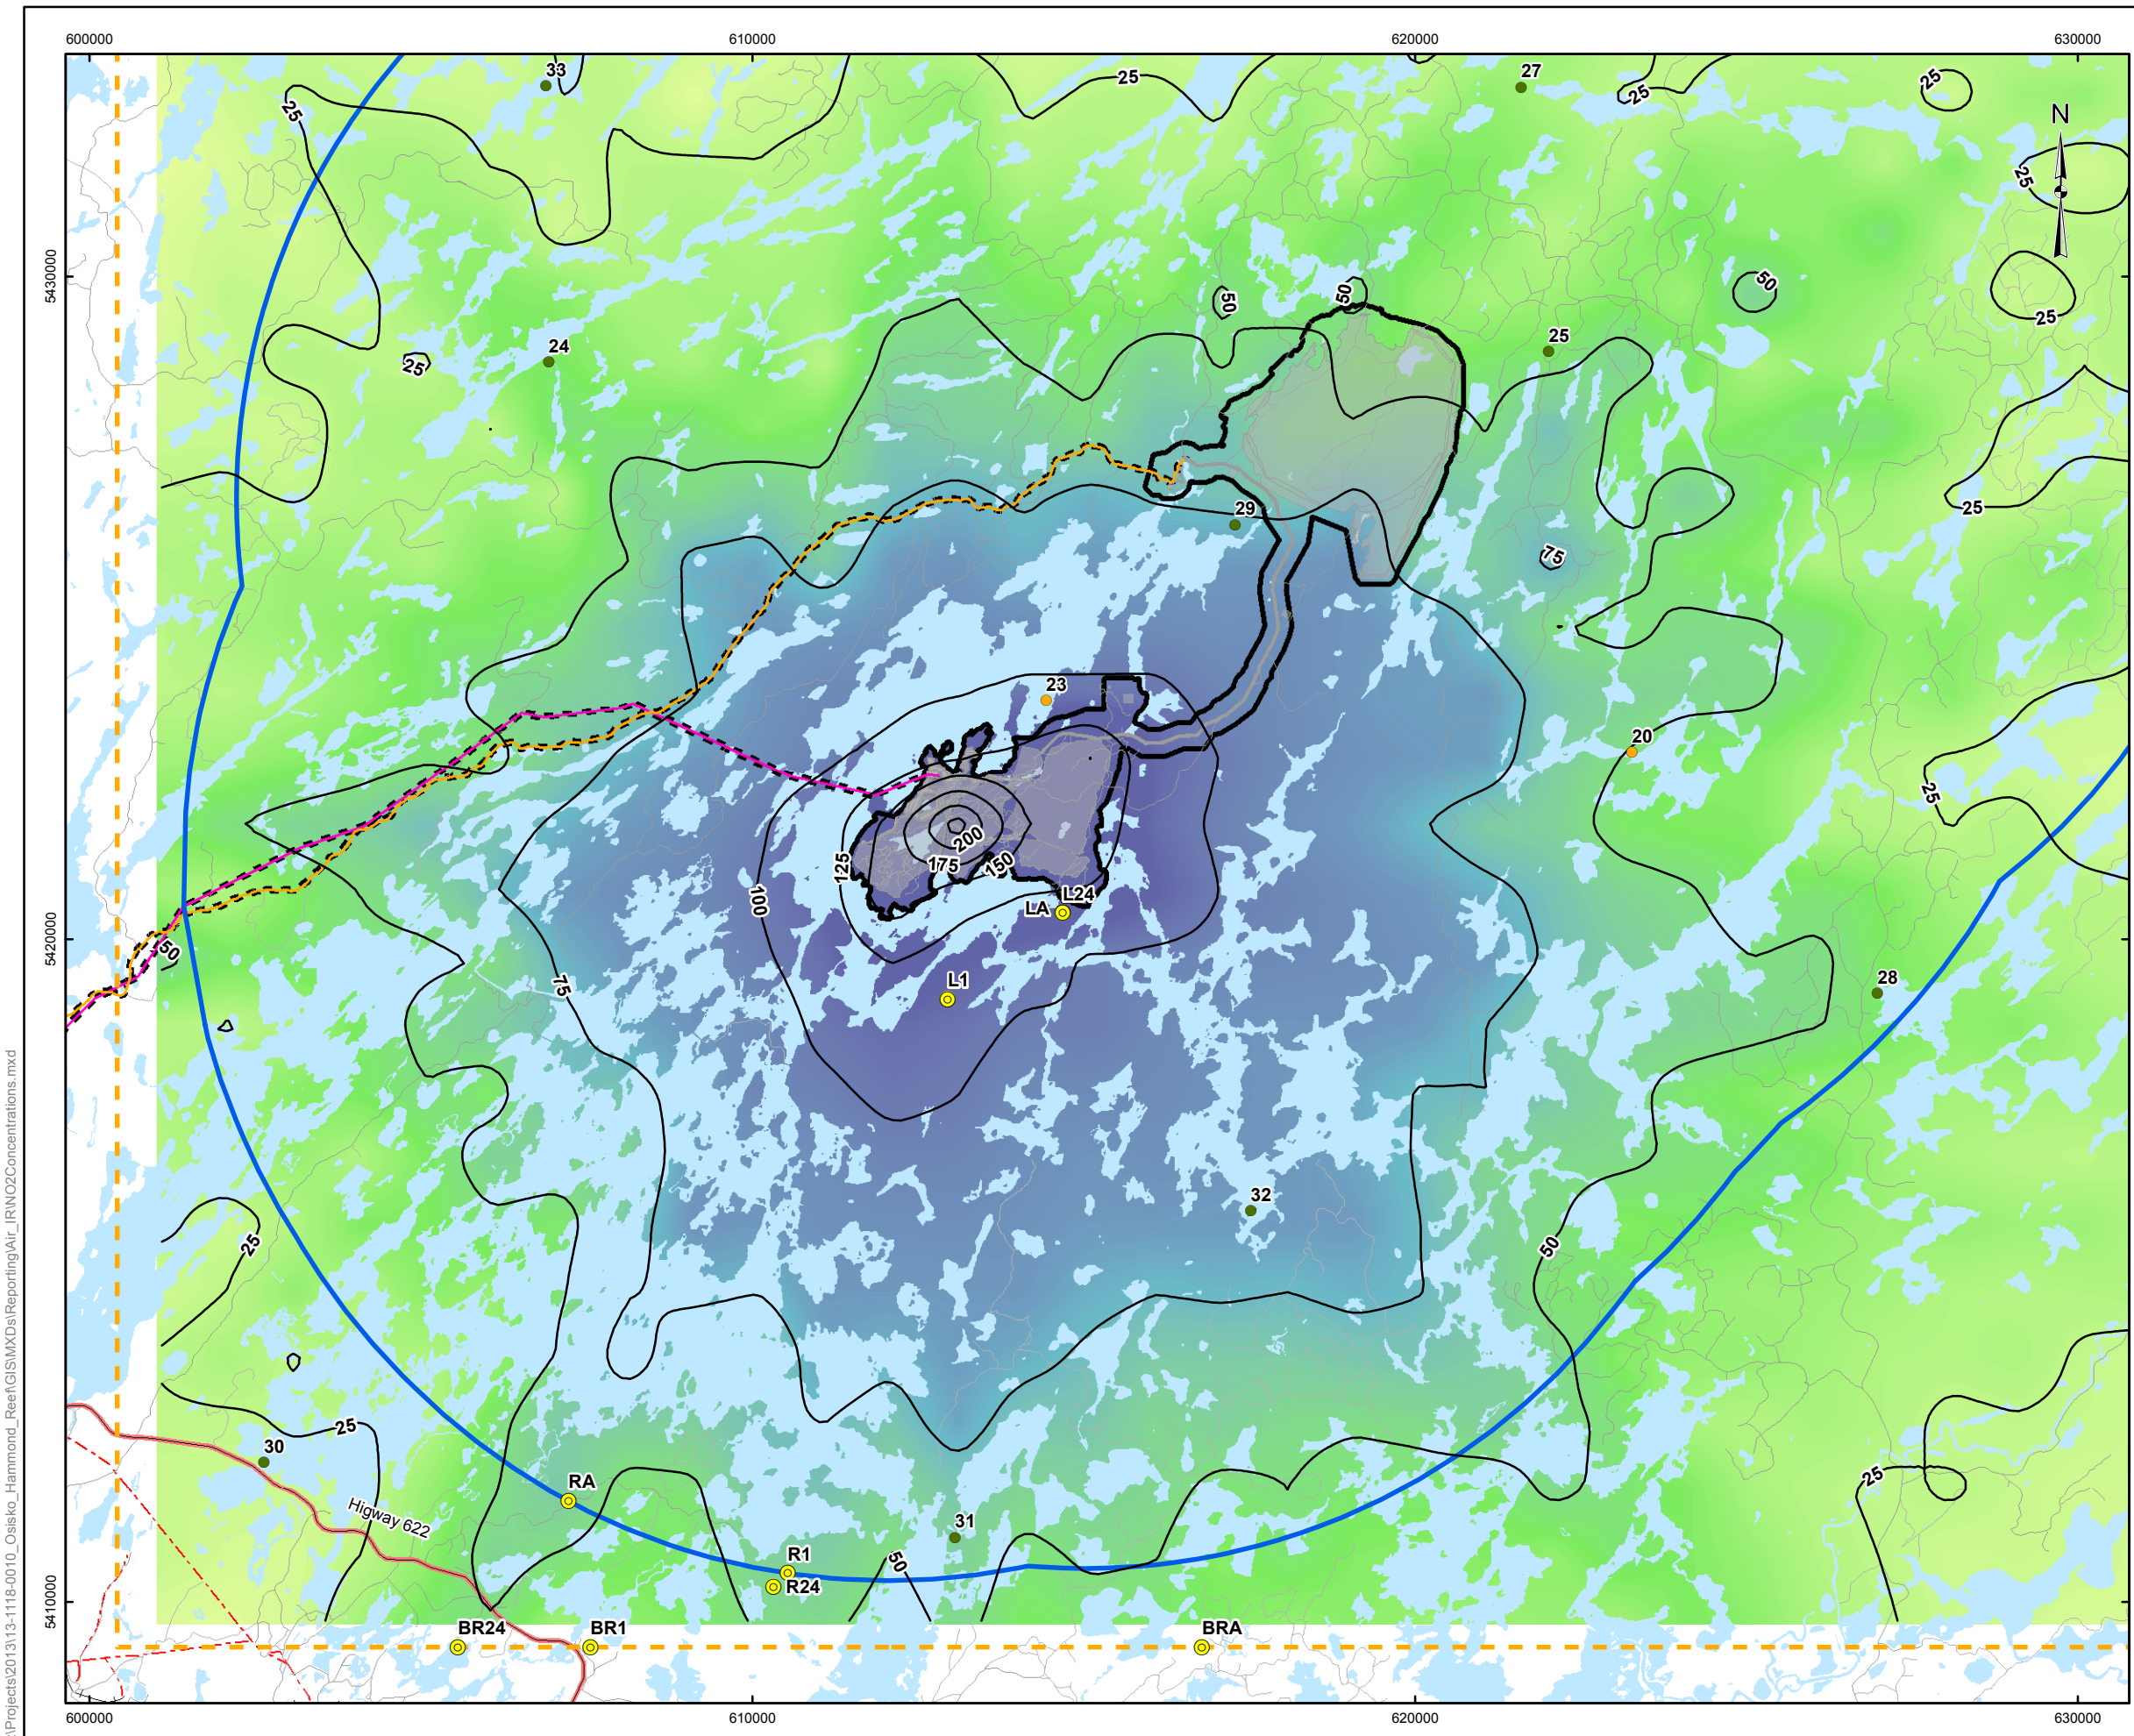 600000 610000 620000 630000
33
27
25
25
25
25
N
25
5430000
50
50
50
25
24
25
25
25
29
75
23
20
25
200
125
175
150
100
L24
LA
5420000
50
L1
28
75
32
25
50
25
30
25
RA
Higway 622
31
R1
50
R24
5410000
BR24
BR1
BRA
600000 610000 620000 630000
:\Projects\2013\13-1118-0010_Osisko_Hammond_Reef\GIS\MXDs\Reporting\Air_IR\NO2Concentrations.mxd